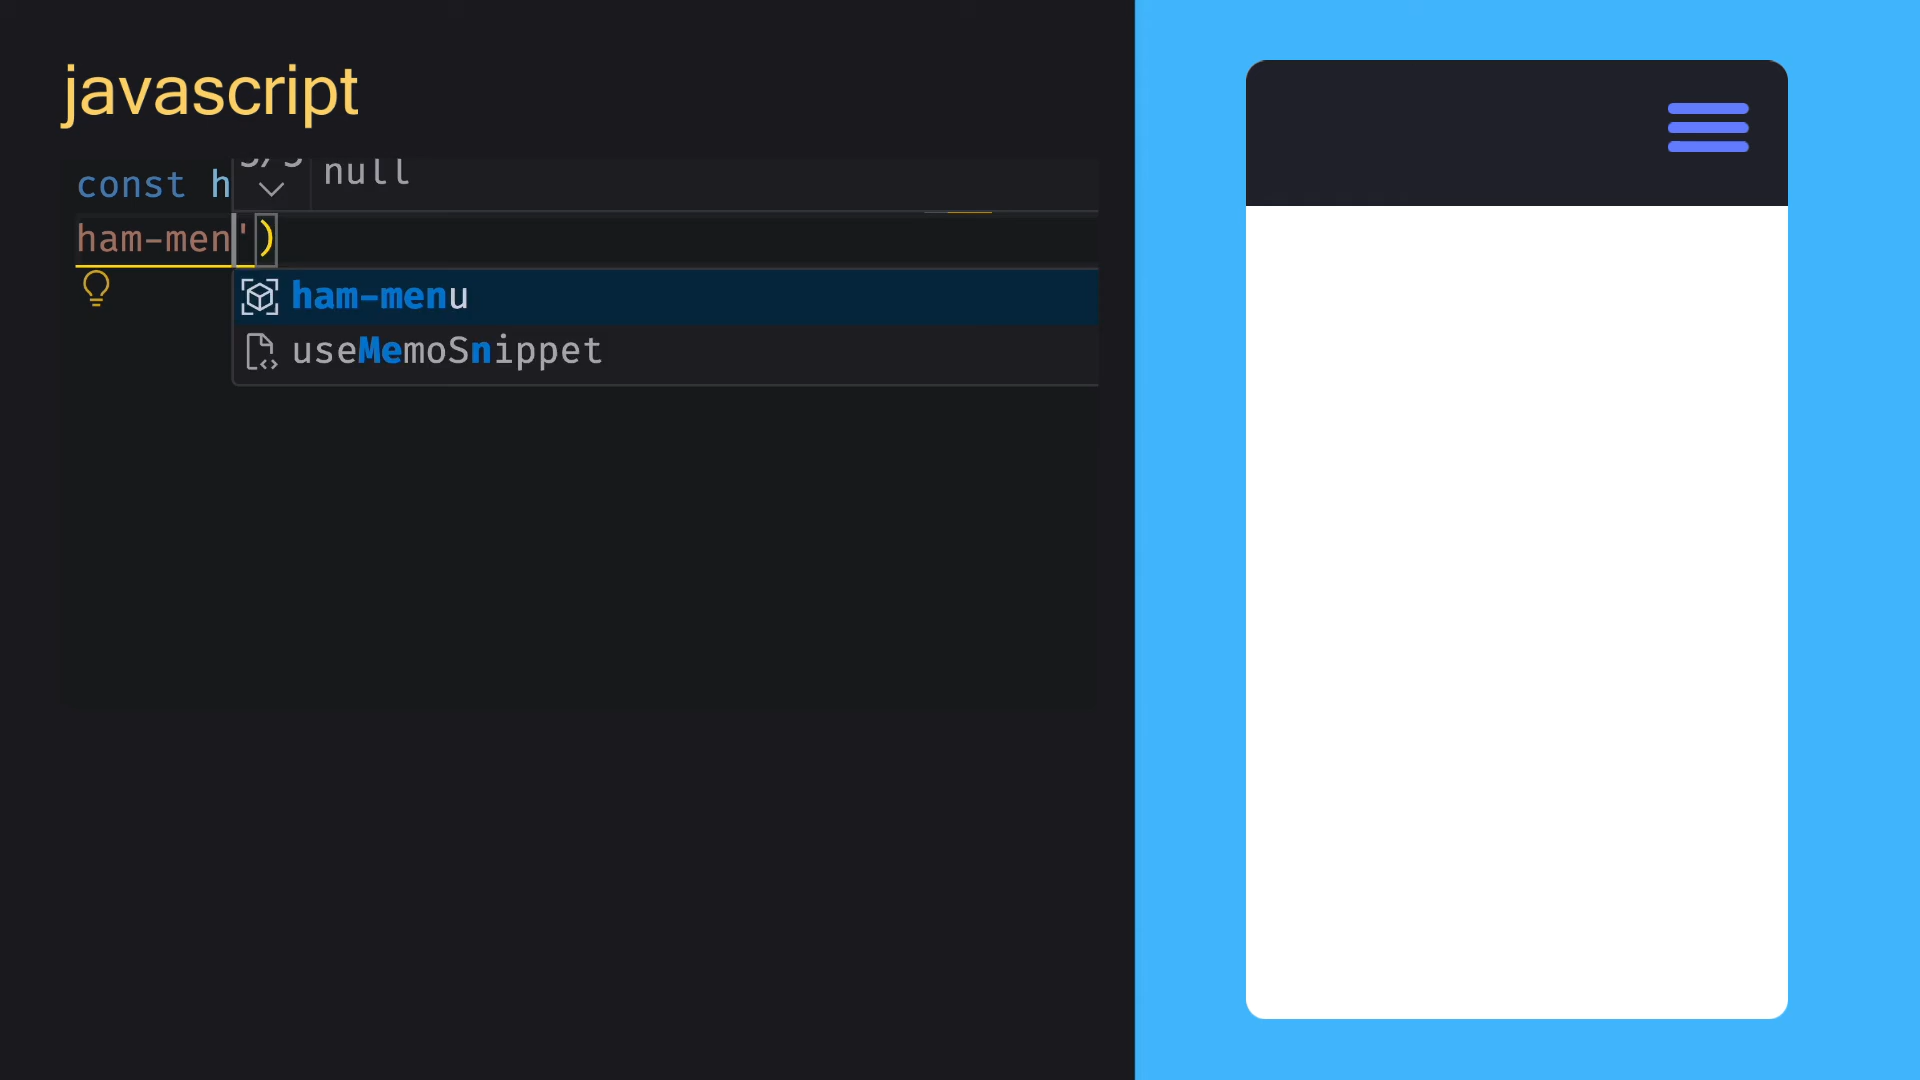 javascript
const h
null
ham-men')
ham-menu
useMemoSnippet